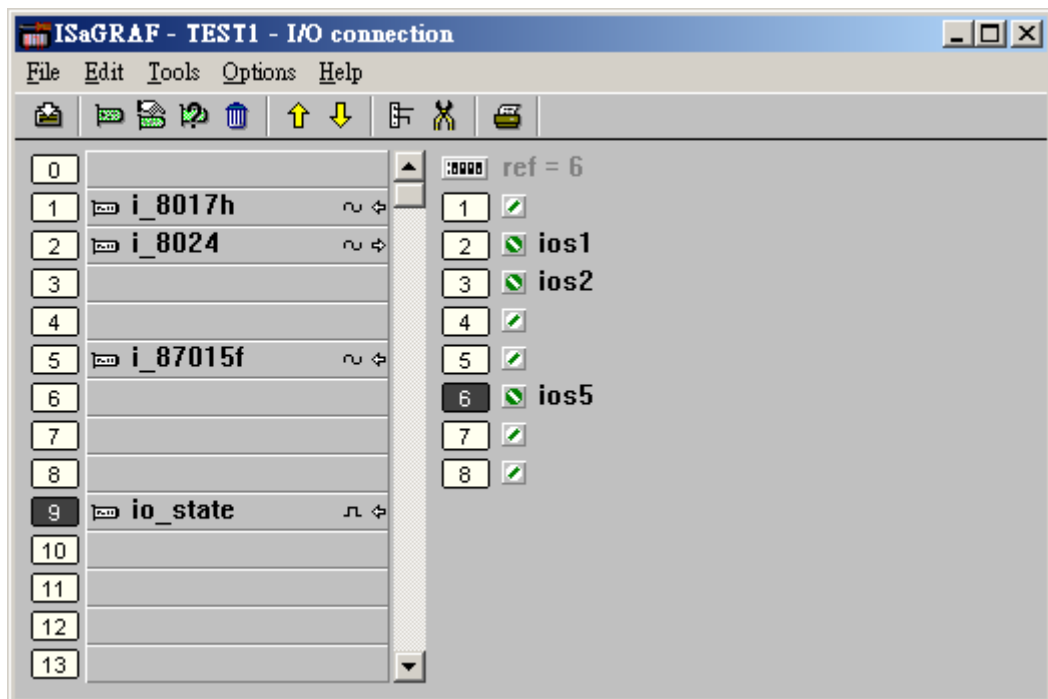 ISaGRAF - TEST1 - I/O connection
File Edit Tools Options Help
0
1 i_8017h
2 i_8024
3
4
5 i_87015f
6
7
8
9 io_state
10
11
12
13
ref = 6
1
2 ios1
3 ios2
4
5
6 ios5
7
8